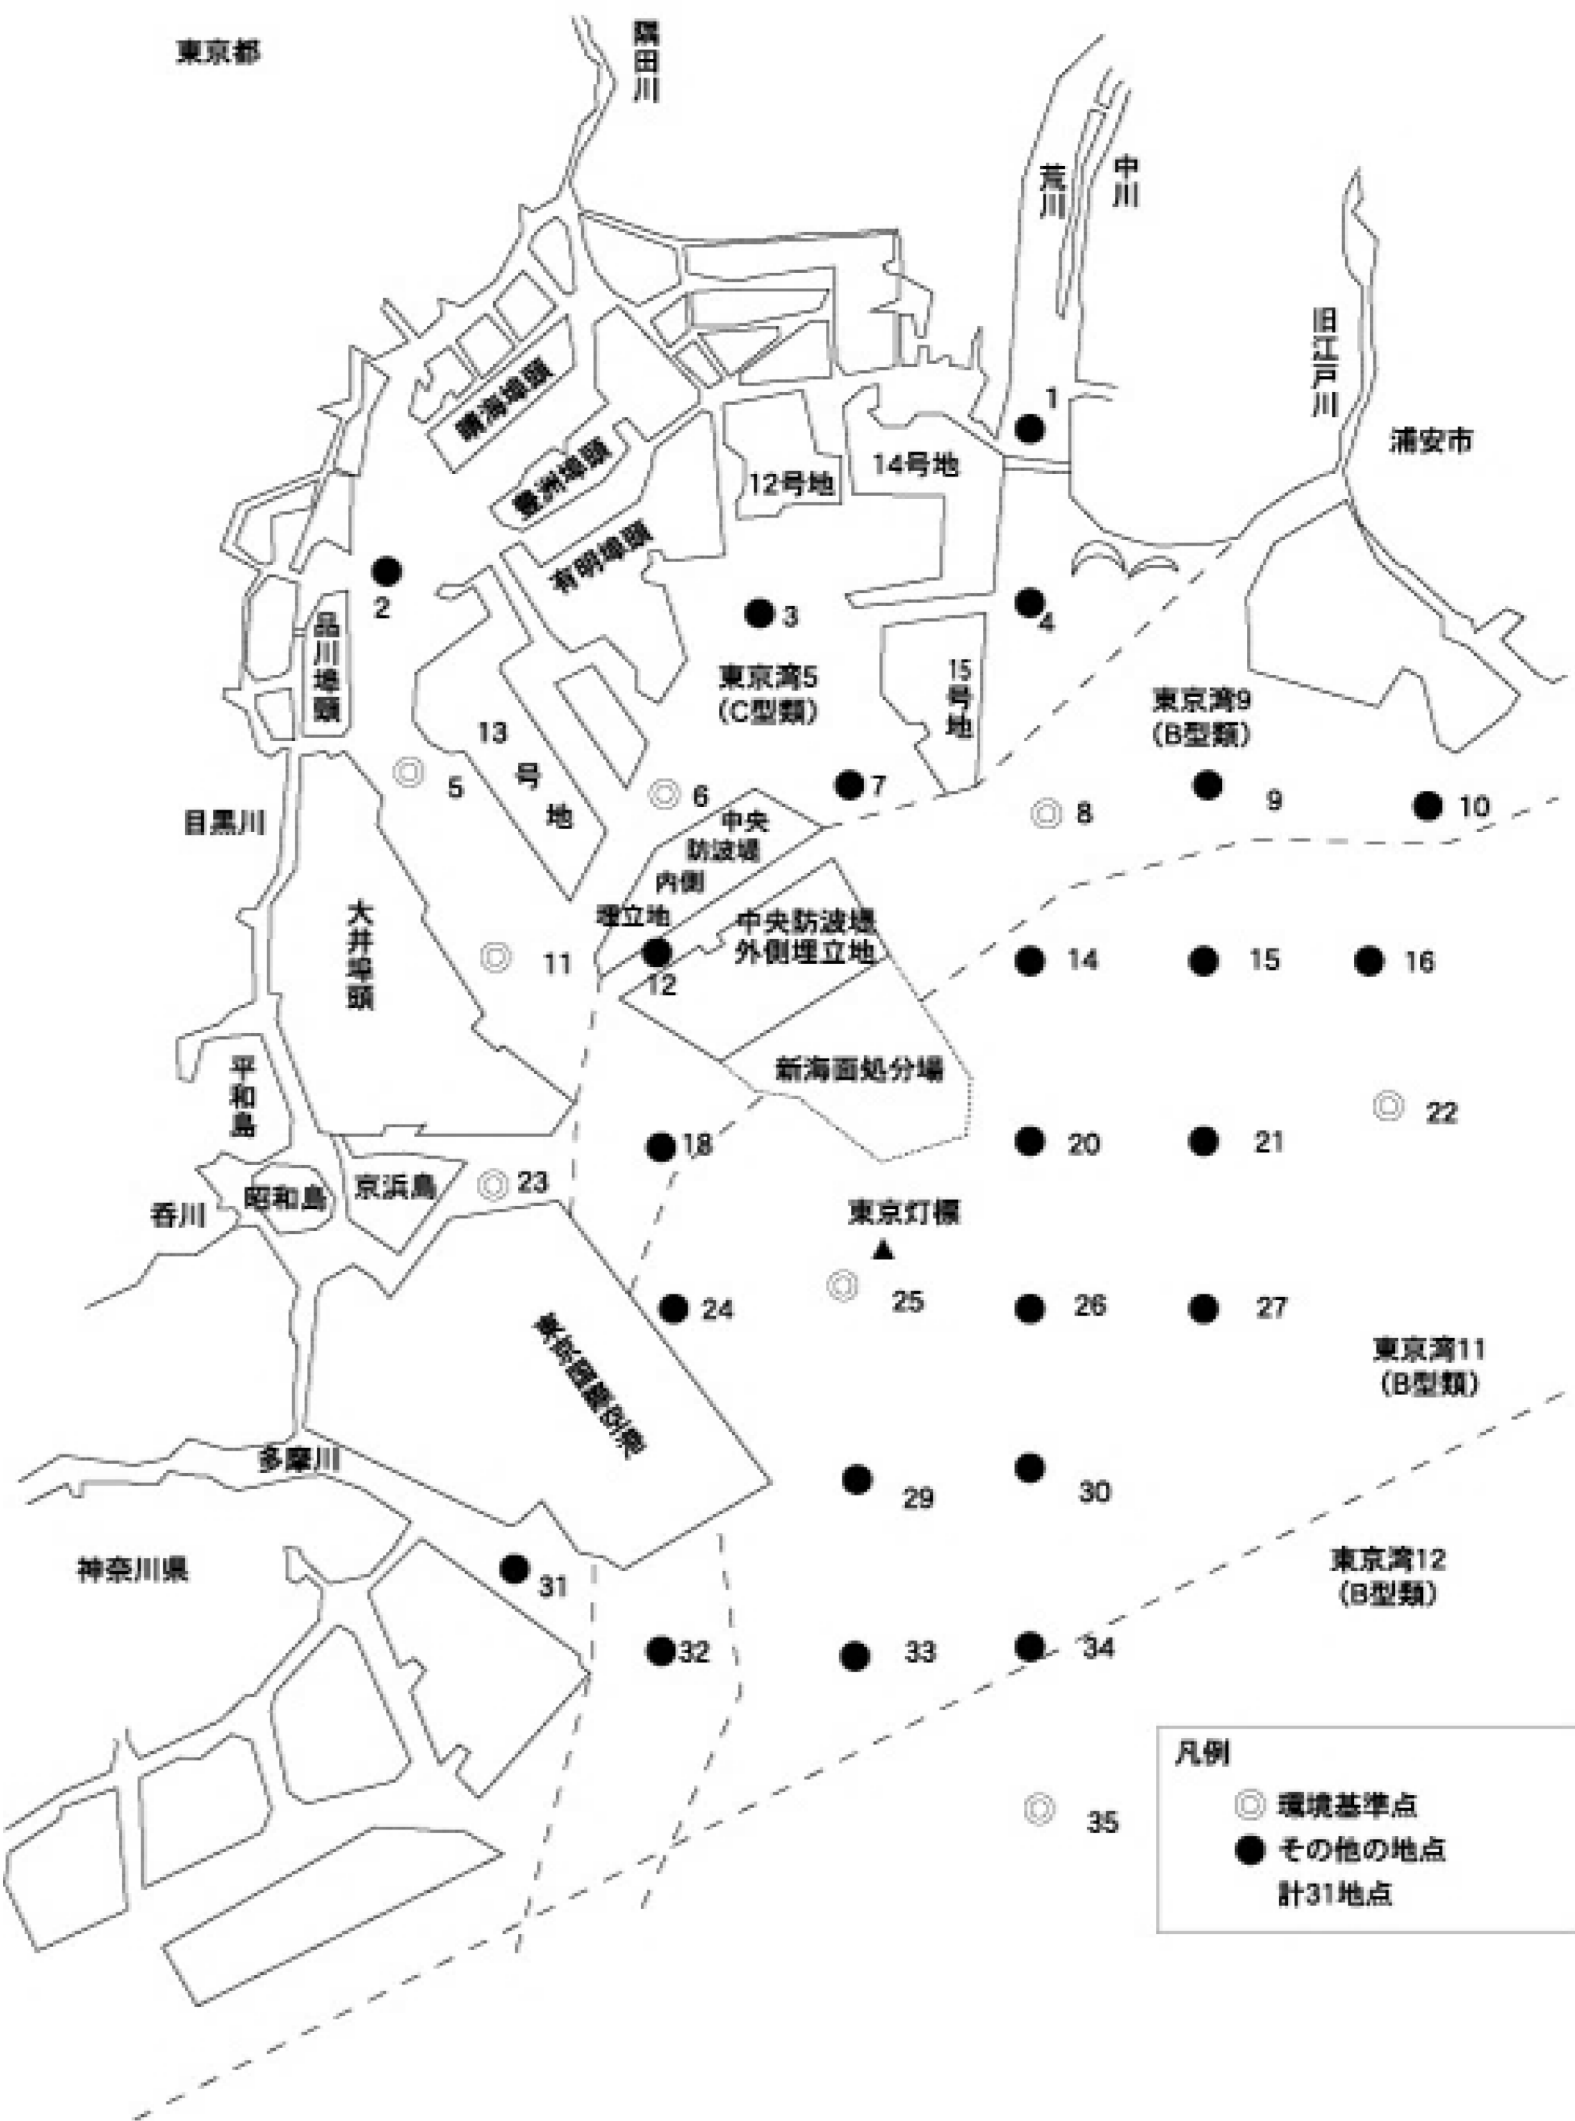 東京都
隅田川
荒川
中川
旧江戸川
浦安市
1
晴海埠頭
豊洲埠頭
有明埠頭
12号地
14号地
2
3
4
品川埠頭
東京湾5
（C型類）
15号地
東京湾9
（B型類）
13号地
5
6
7
8
9
10
目黒川
中央
防波堤
内側
埋立地
大井埠頭
中央防波堤
外側埋立地
11
12
14
15
16
平和島
新海面処分場
22
18
20
21
京浜島
23
昭和島
呑川
東京灯標
24
25
26
27
東京国際空港
東京湾11
（B型類）
多摩川
29
30
神奈川県
31
東京湾12
（B型類）
32
33
34
35
凡例
◎ 環境基準点
● その他の地点
計31地点